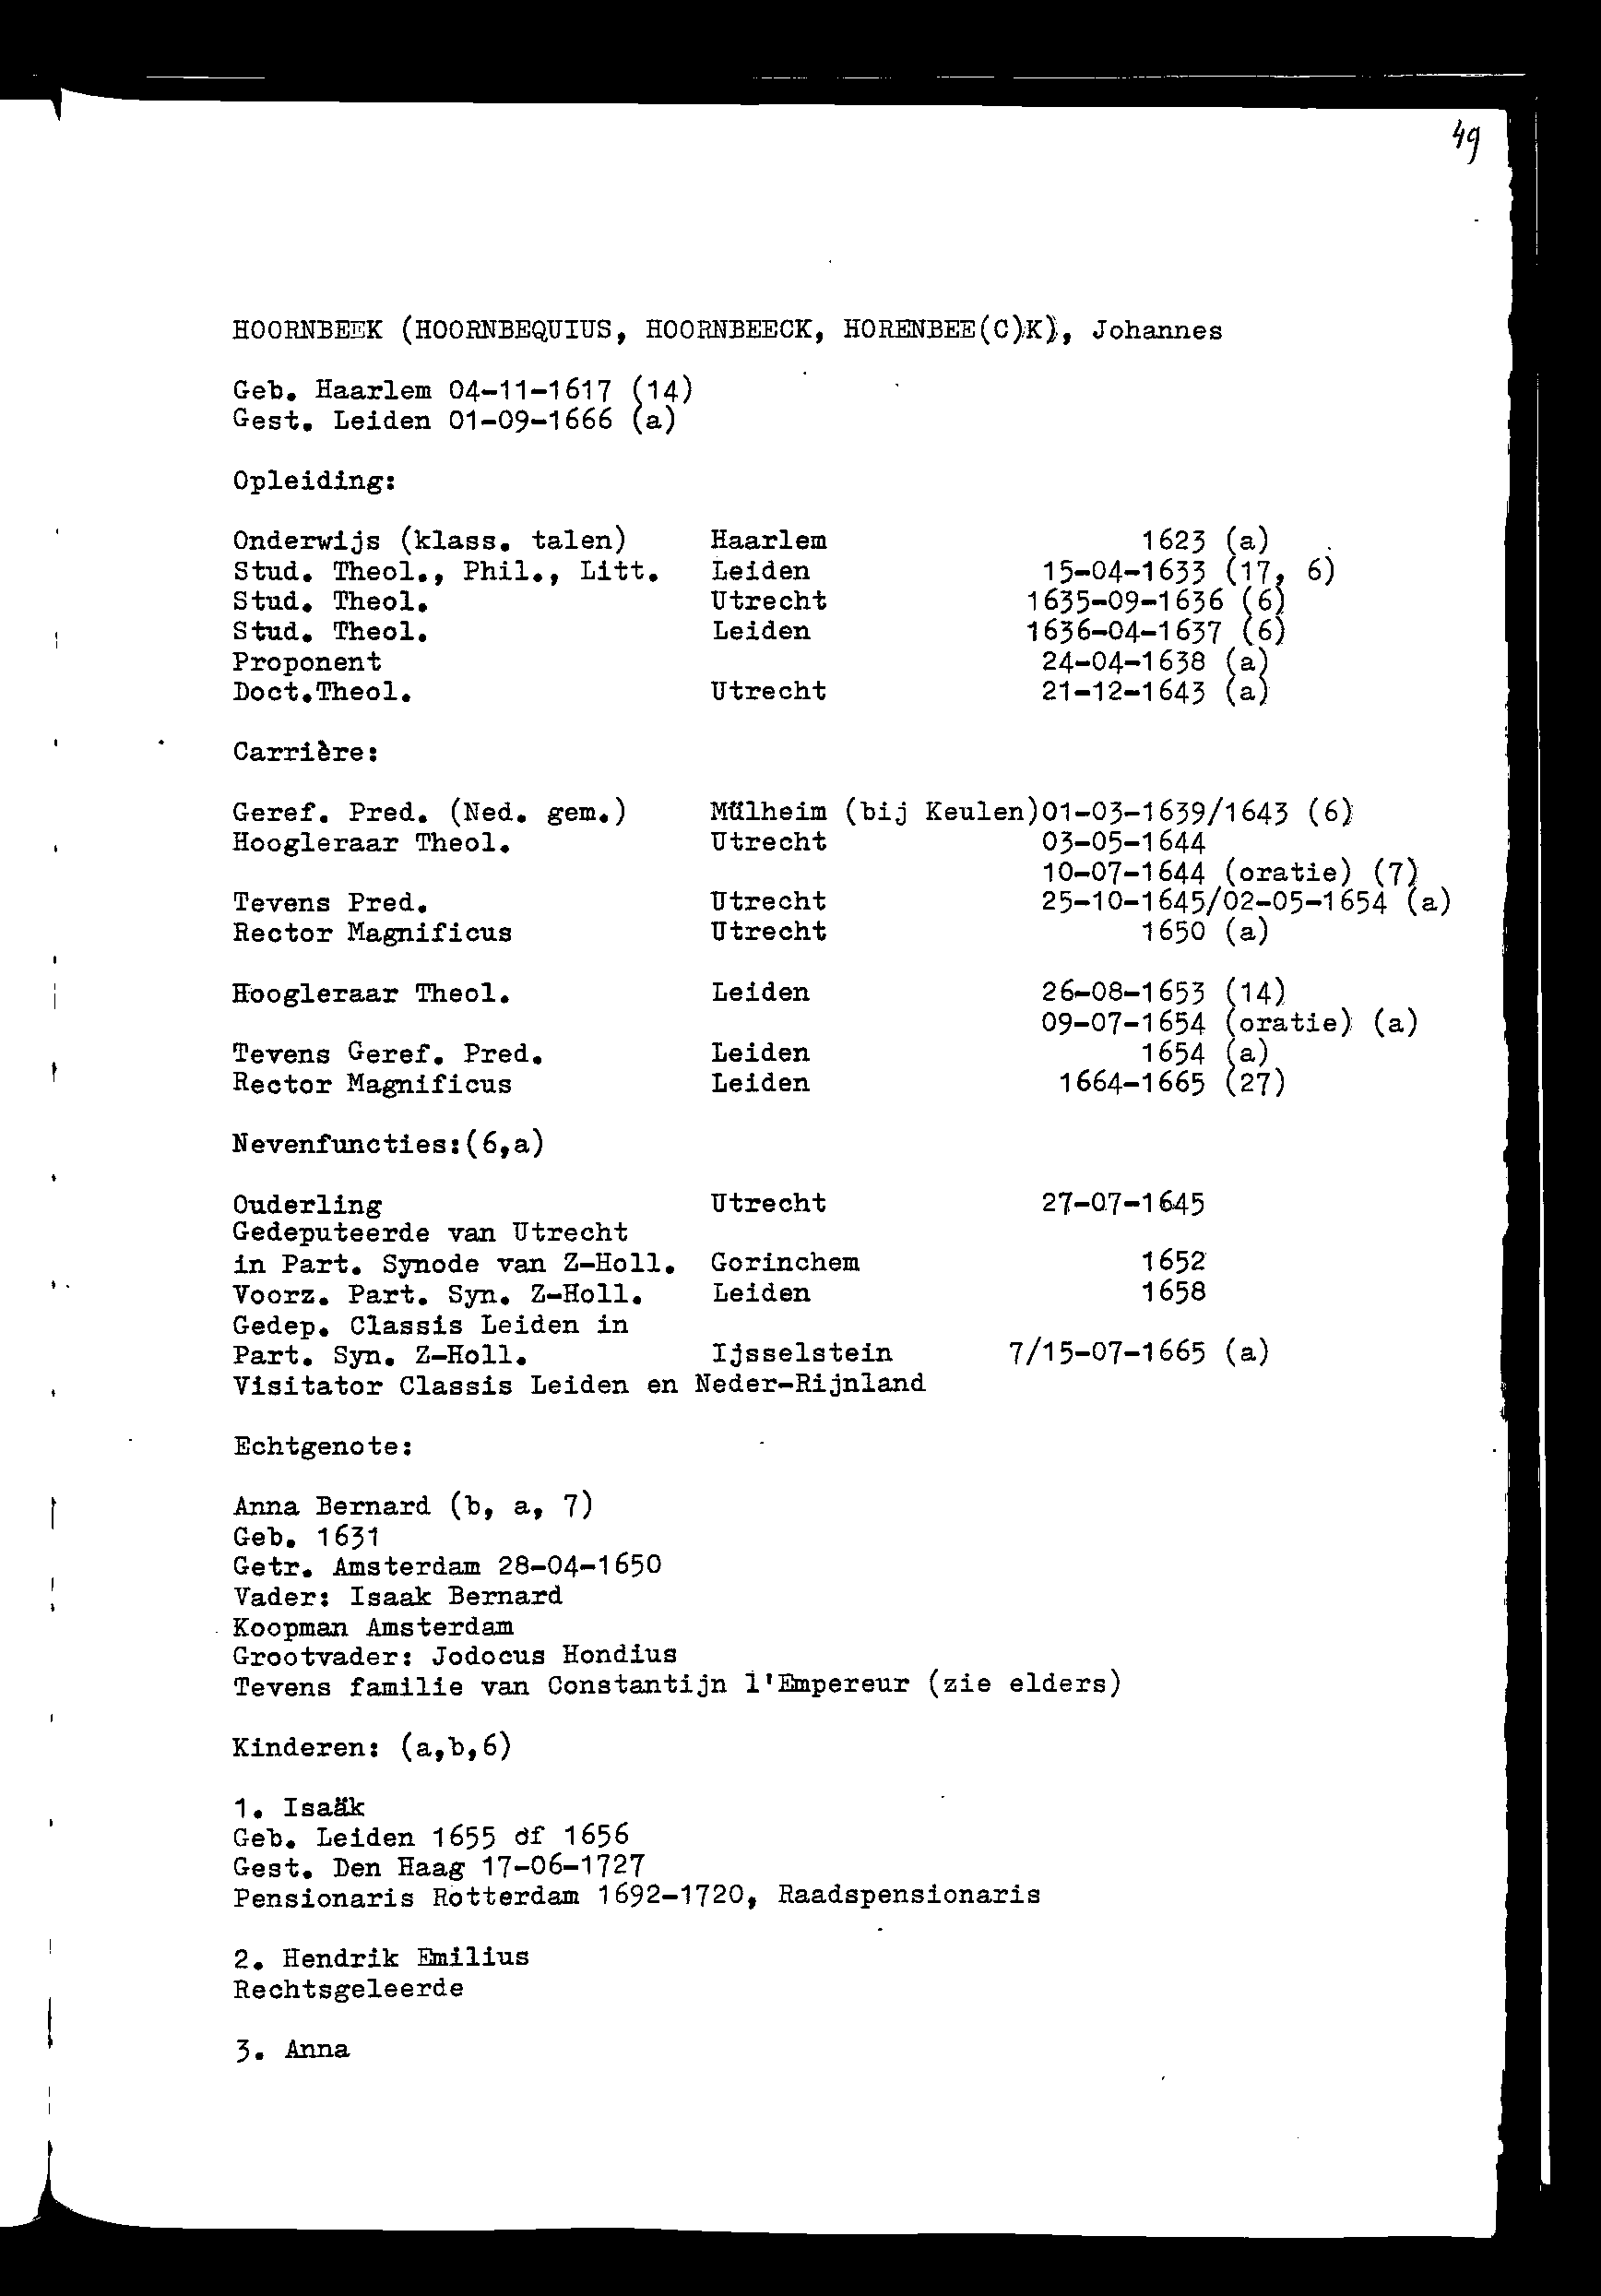 49
HOORNBEEK (HOORNBEQUIUS, HOORNBEECK, HORENBEE(C)K), Johannes
Geb. Haarlem 04-11-1617 (14)
Gest. Leiden 01-09-1666 (a)
Opleiding:
Onderwijs (klass. talen) Haarlem 1623 (a)
Stud. Theol., Phil., Litt. Leiden 15-04-1633 (17, 6)
Stud. Theol. Utrecht 1635-09-1636 (6)
Stud. Theol. Leiden 1636-04-1637 (6)
Proponent 24-04-1638 (a)
Doct.Theol. Utrecht 21-12-1643 (a)
Carrière:
Geref. Pred. (Ned. gem.) Mülheim (bij Keulen)01-03-1639/1643 (6)
Hoogleraar Theol. Utrecht 03-05-1644
10-07-1644 (oratie) (7)
Tevens Pred. Utrecht 25-10-1645/02-05-1654 (a)
Rector Magnificus Utrecht 1650 (a)
Hoogleraar Theol. Leiden 26-08-1653 (14)
09-07-1654 (oratie) (a)
Tevens Geref. Pred. Leiden 1654 (a)
Rector Magnificus Leiden 1664-1665 (27)
Nevenfuncties:(6,a)
Ouderling Utrecht 27-07-1645
Gedeputeerde van Utrecht
in Part. Synode van Z-Holl. Gorinchem 1652
Voorz. Part. Syn. Z-Holl. Leiden 1658
Gedep. Classis Leiden in
Part. Syn. Z-Holl. Ijsselstein 7/15-07-1665 (a)
Visitator Classis Leiden en Neder-Rijnland
Echtgenote:
Anna Bernard (b, a, 7)
Geb. 1631
Getr. Amsterdam 28-04-1650
Vader: Isaak Bernard
Koopman Amsterdam
Grootvader: Jodocus Hondius
Tevens familie van Constantijn l'Empereur (zie elders)
Kinderen: (a,b,6)
1. Isaäk
Geb. Leiden 1655 óf 1656
Gest. Den Haag 17-06-1727
Pensionaris Rotterdam 1692-1720, Raadspensionaris
2. Hendrik Emilius
Rechtsgeleerde
3. Anna